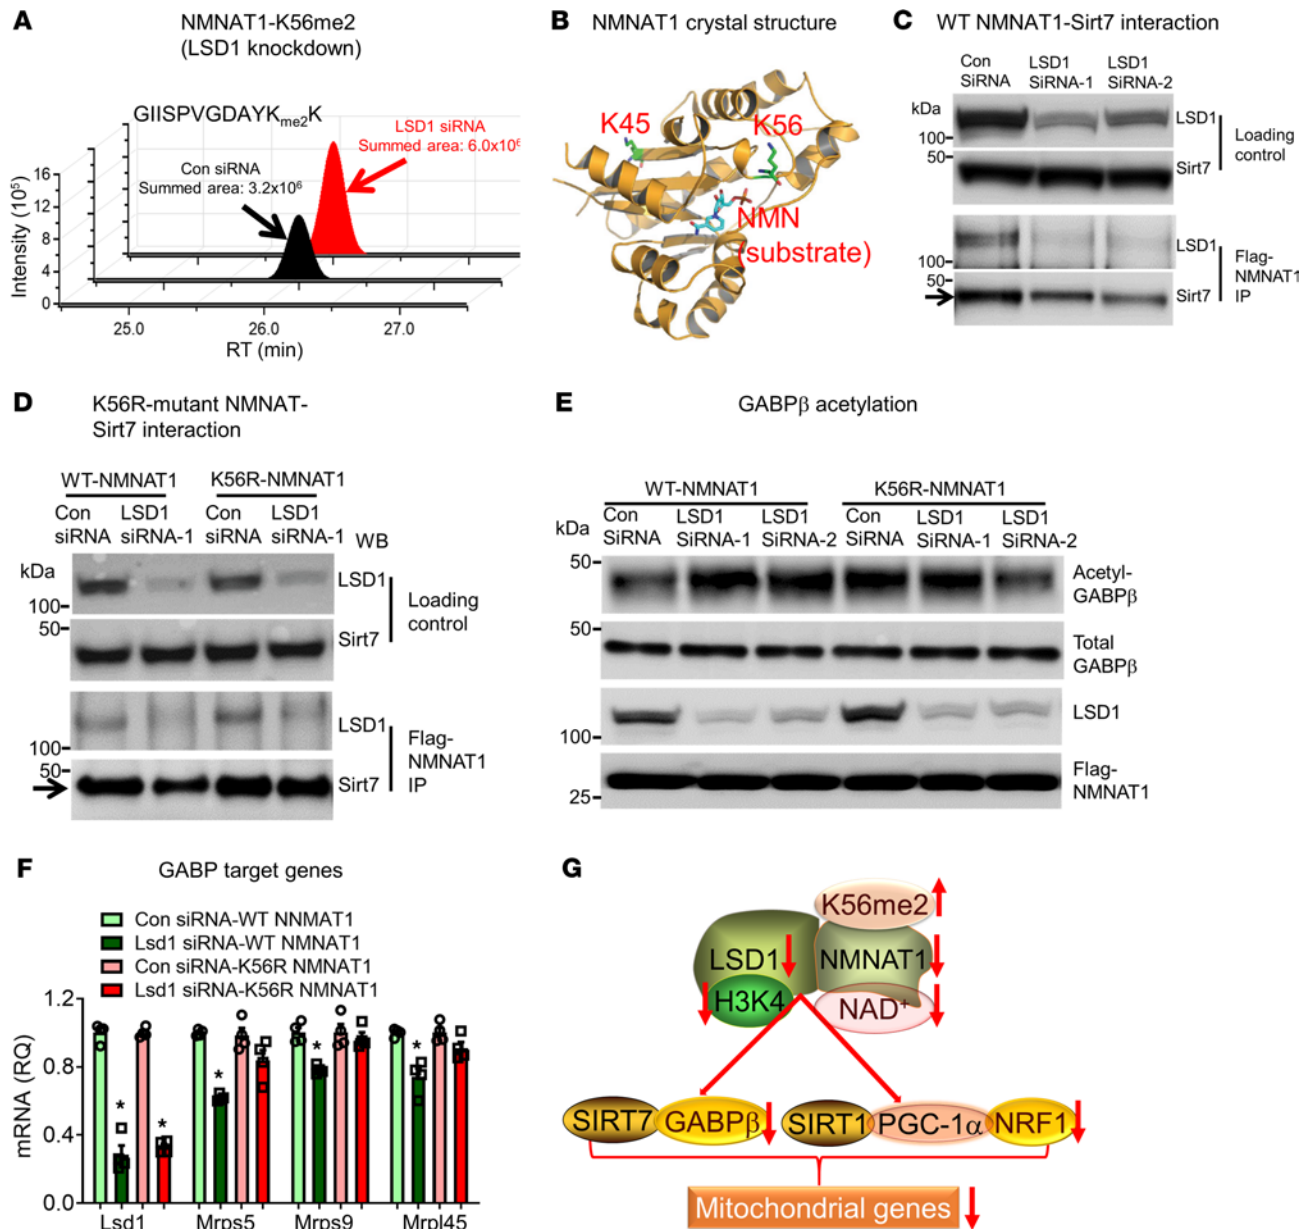 A
NMNAT1-K56me2
(LSD1 knockdown)
GIISPVGDAYKme2K
LSD1 siRNA
Summed area: 6.0x10⁶
Con siRNA
Summed area: 3.2x10⁶
Intensity (10⁵)
16
12
8
4
0
25.0
26.0
27.0
RT (min)
B
NMNAT1 crystal structure
K45
K56
NMN
(substrate)
C
WT NMNAT1-Sirt7 interaction
Con
SiRNA
LSD1
SiRNA-1
LSD1
SiRNA-2
kDa
100
50
LSD1
Sirt7
Loading
control
100
50
LSD1
Sirt7
Flag-
NMNAT1
IP
D
K56R-mutant NMNAT-
Sirt7 interaction
WT-NMNAT1
K56R-NMNAT1
Con
siRNA
LSD1
siRNA-1
Con
siRNA
LSD1
siRNA-1
WB
kDa
100
50
LSD1
Sirt7
Loading
control
100
50
LSD1
Sirt7
Flag-
NMNAT1
IP
E
GABPβ acetylation
WT-NMNAT1
K56R-NMNAT1
kDa
Con
SiRNA
LSD1
SiRNA-1
LSD1
SiRNA-2
Con
SiRNA
LSD1
SiRNA-1
LSD1
SiRNA-2
50
Acetyl-
GABPβ
50
Total
GABPβ
100
LSD1
25
Flag-
NMNAT1
F
GABP target genes
Con siRNA-WT NNMAT1
Lsd1 siRNA-WT NMNAT1
Con siRNA-K56R NMNAT1
Lsd1 siRNA-K56R NMNAT1
mRNA (RQ)
1.2
0.8
0.4
0.0
*
*
*
*
*
Lsd1
Mrps5
Mrps9
Mrpl45
G
K56me2
LSD1
NMNAT1
H3K4
NAD⁺
SIRT7
GABPβ
SIRT1
PGC-1α
NRF1
Mitochondrial genes